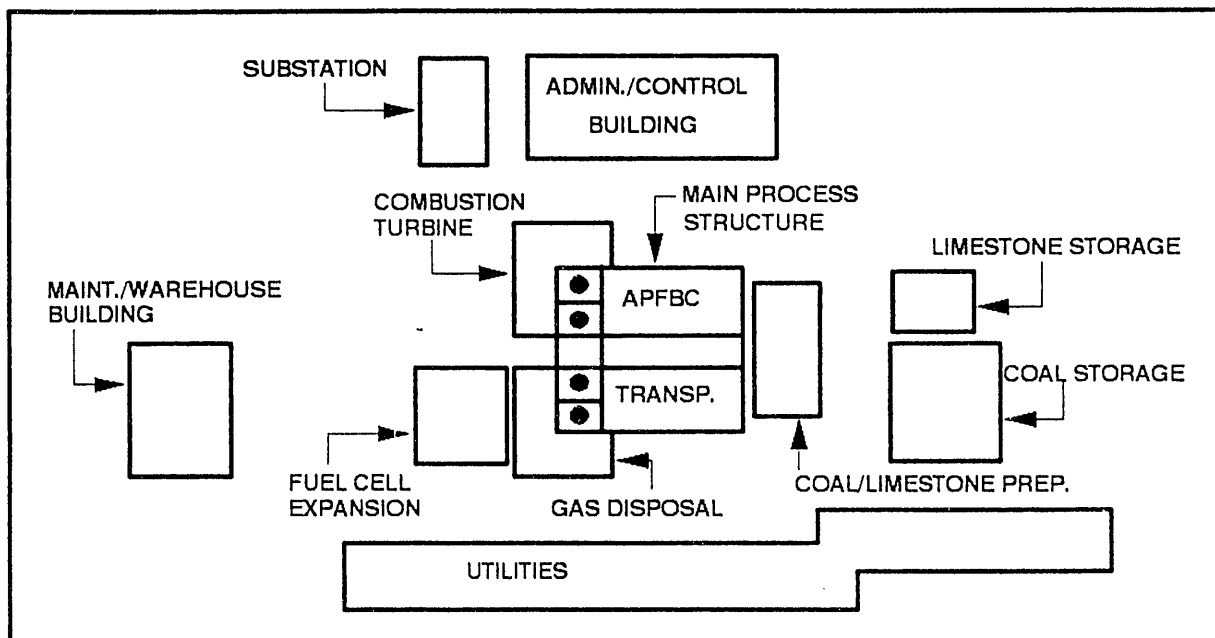 SUBSTATION
ADMIN./CONTROL
BUILDING
COMBUSTION
TURBINE
MAIN PROCESS
STRUCTURE
LIMESTONE STORAGE
MAINT./WAREHOUSE
BUILDING
APFBC
COAL STORAGE
TRANSP.
FUEL CELL
EXPANSION
GAS DISPOSAL
COAL/LIMESTONE PREP.
UTILITIES